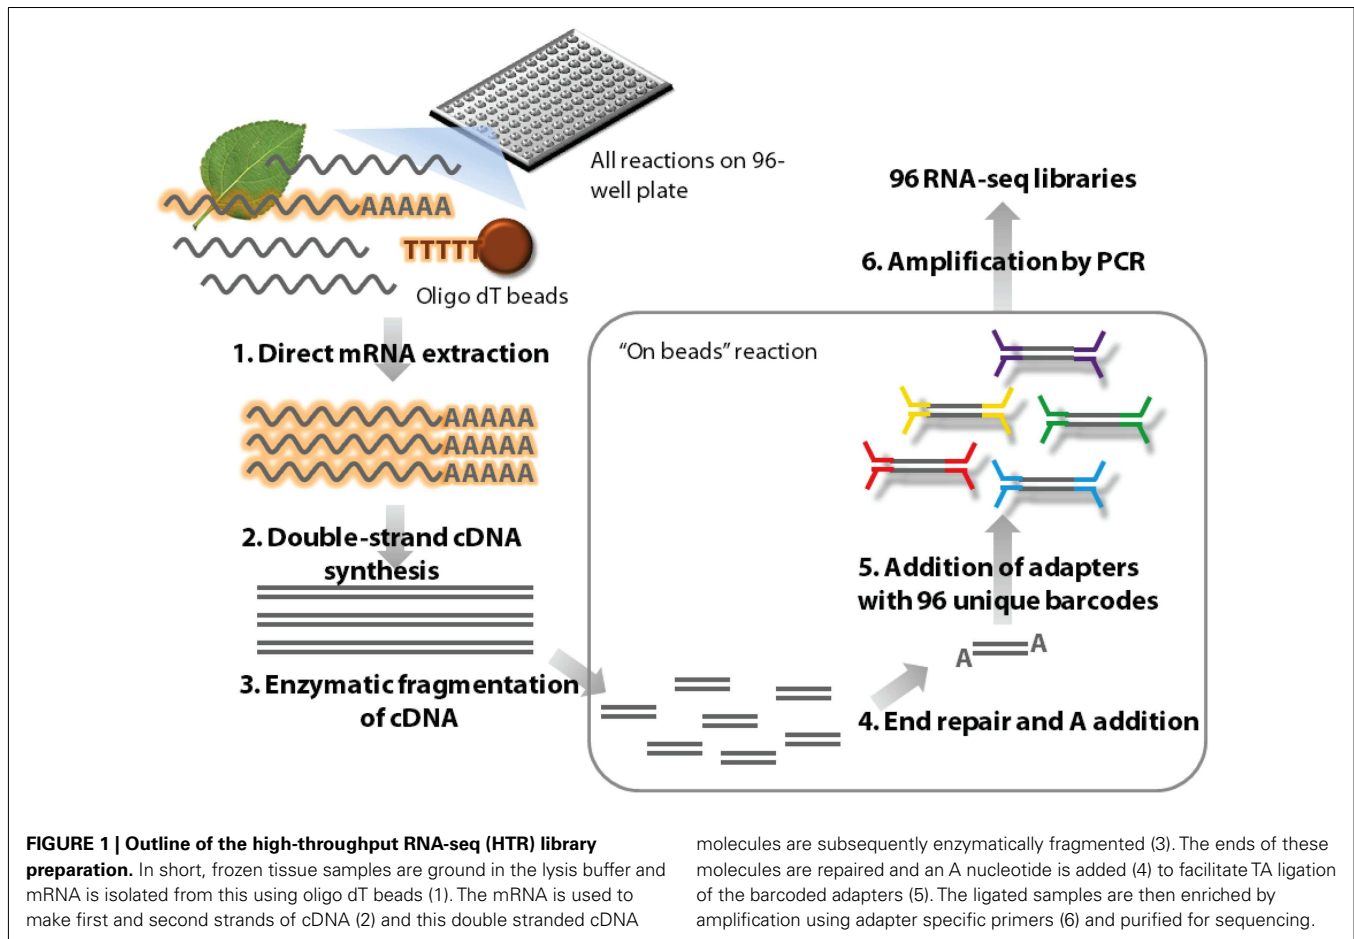 All reactions on 96-
well plate
AAAAA
TTTTT
Oligo dT beads
1. Direct mRNA extraction
AAAAA
AAAAA
AAAAA
2. Double-strand cDNA
synthesis
3. Enzymatic fragmentation
of cDNA
"On beads" reaction
4. End repair and A addition
A
A
5. Addition of adapters
with 96 unique barcodes
6. Amplification by PCR
96 RNA-seq libraries
FIGURE 1 | Outline of the high-throughput RNA-seq (HTR) library
preparation. In short, frozen tissue samples are ground in the lysis buffer and
mRNA is isolated from this using oligo dT beads (1). The mRNA is used to
make first and second strands of cDNA (2) and this double stranded cDNA
molecules are subsequently enzymatically fragmented (3). The ends of these
molecules are repaired and an A nucleotide is added (4) to facilitate TA ligation
of the barcoded adapters (5). The ligated samples are then enriched by
amplification using adapter specific primers (6) and purified for sequencing.